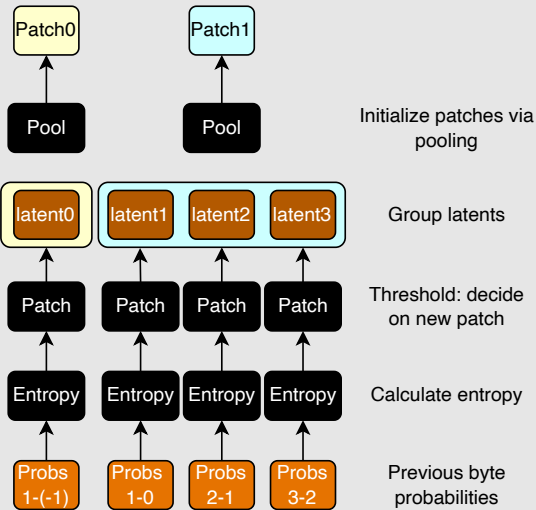 Patch0 Patch1
Pool Pool Initialize patches via
pooling
latent0 latent1 latent2 latent3 Group latents
Patch Patch Patch Patch Threshold: decide
on new patch
Entropy Entropy Entropy Entropy Calculate entropy
Probs Probs Probs Probs Previous byte
1-(-1) 1-0 2-1 3-2 probabilities